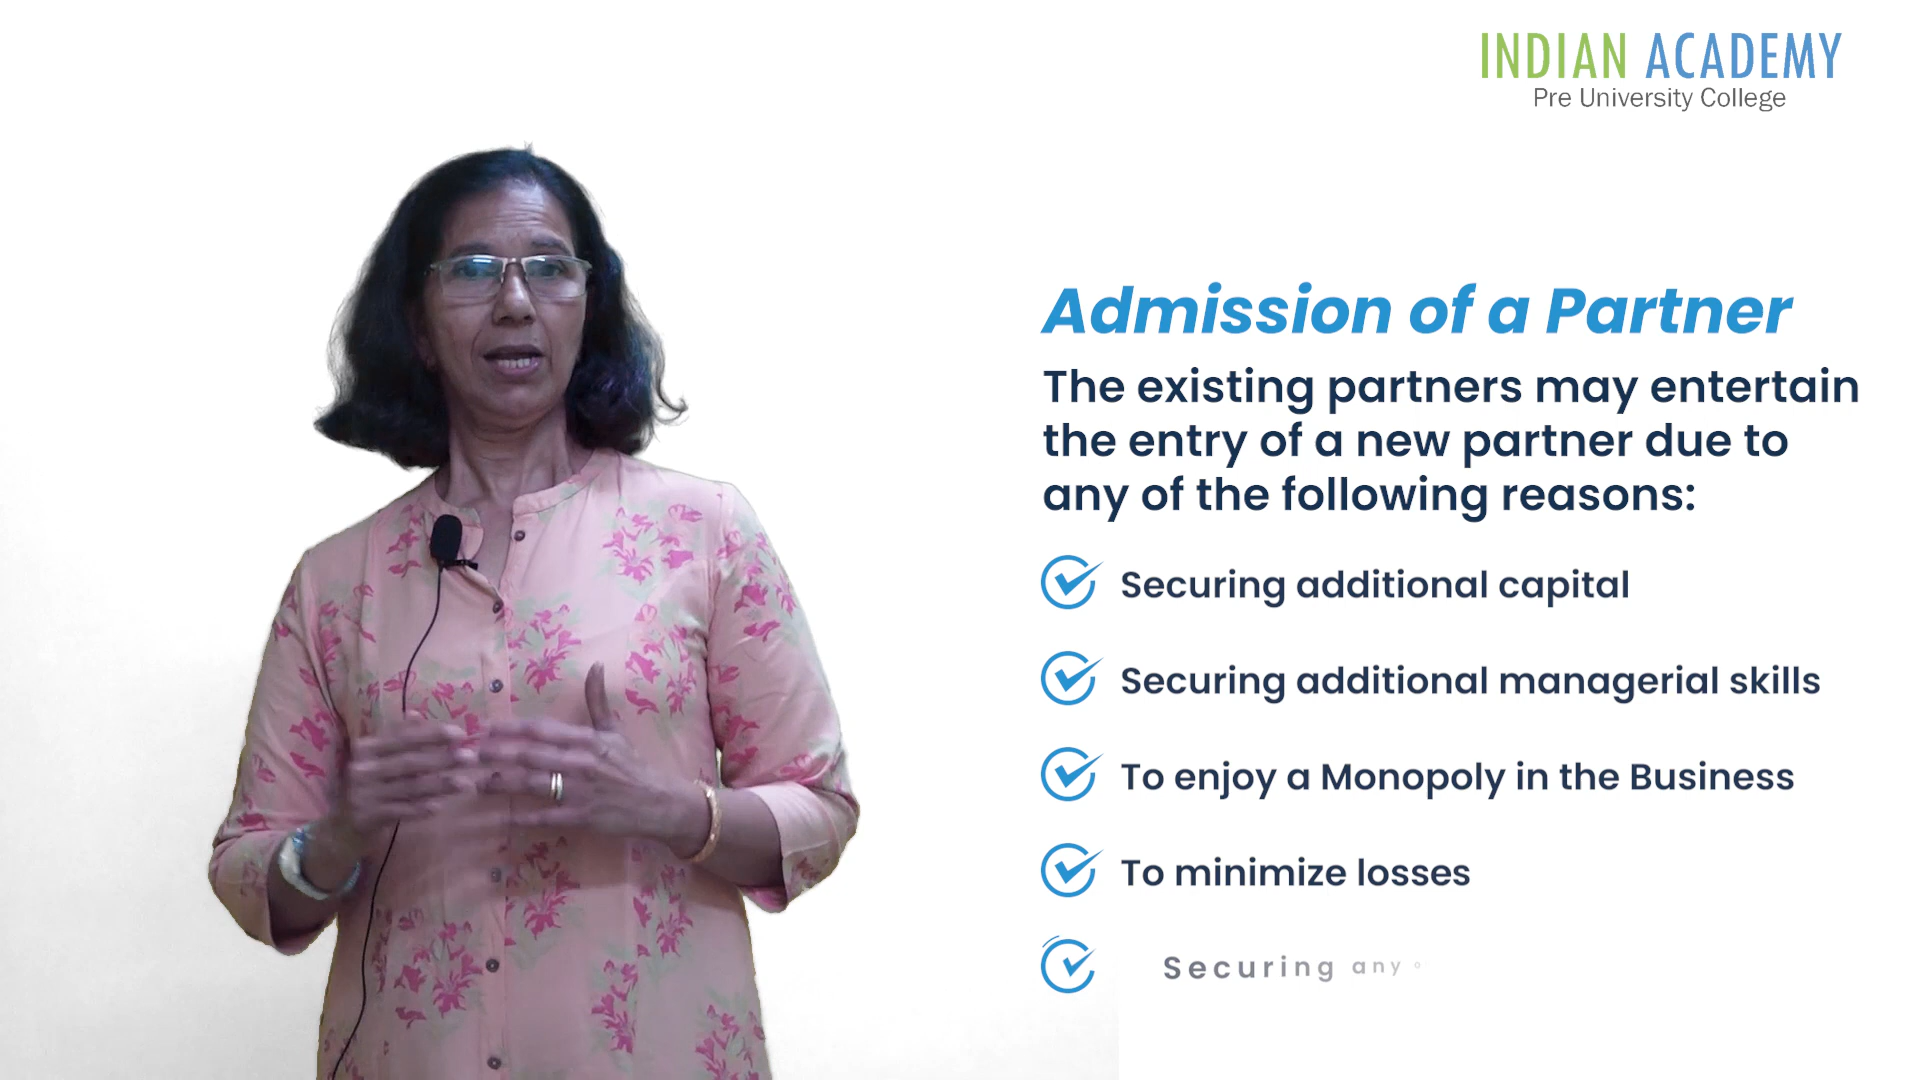 INDIAN ACADEMY
Pre University College
Admission of a Partner
The existing partners may entertain
the entry of a new partner due to
any of the following reasons:
Securing additional capital
Securing additional managerial skills
To enjoy a Monopoly in the Business
To minimize losses
Securing any